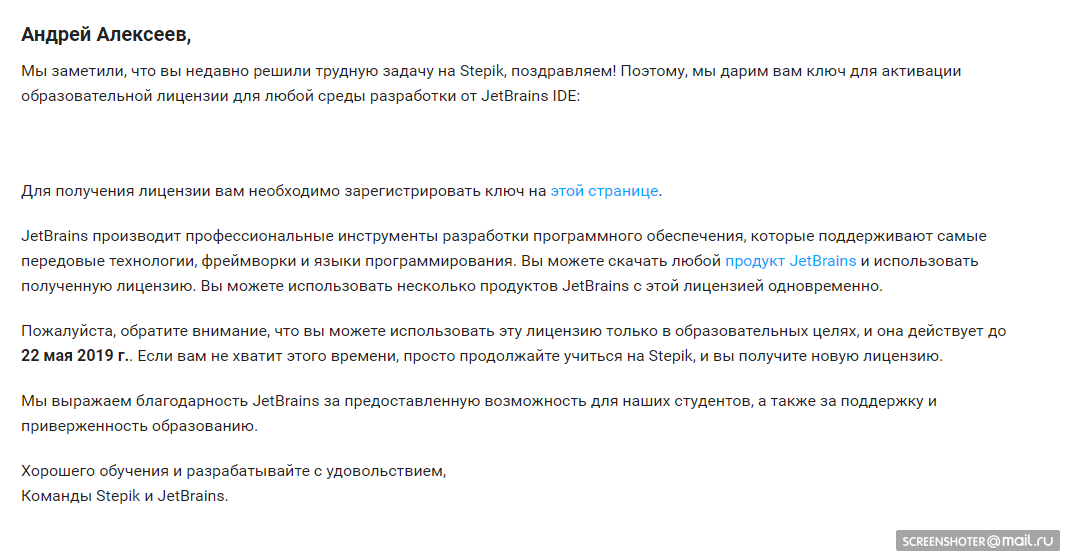 Андрей Алексеев,
Мы заметили, что вы недавно решили трудную задачу на Stepik, поздравляем! Поэтому, мы дарим вам ключ для активации
образовательной лицензии для любой среды разработки от JetBrains IDE:
Для получения лицензии вам необходимо зарегистрировать ключ на этой странице.
JetBrains производит профессиональные инструменты разработки программного обеспечения, которые поддерживают самые
передовые технологии, фреймворки и языки программирования. Вы можете скачать любой продукт JetBrains и использовать
полученную лицензию. Вы можете использовать несколько продуктов JetBrains с этой лицензией одновременно.
Пожалуйста, обратите внимание, что вы можете использовать эту лицензию только в образовательных целях, и она действует до
22 мая 2019 г.. Если вам не хватит этого времени, просто продолжайте учиться на Stepik, и вы получите новую лицензию.
Мы выражаем благодарность JetBrains за предоставленную возможность для наших студентов, а также за поддержку и
приверженность образованию.
Хорошего обучения и разрабатывайте с удовольствием,
Команды Stepik и JetBrains.
SCREENSHOTER@mail.ru